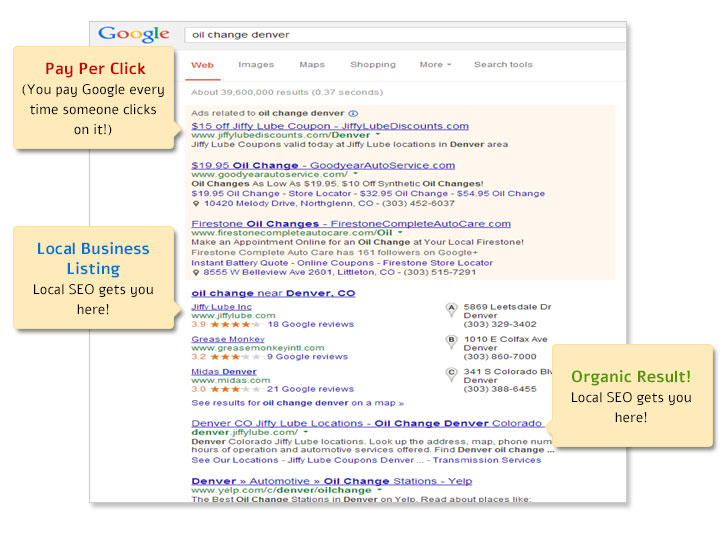 Google
oil change denver
Web Images Maps Shopping More Search tools
About 39,600,000 results (0.37 seconds)
Pay Per Click
(You pay Google every
time someone clicks
on it!)
Ads related to oil change denver
$15 off Jiffy Lube Coupon - JiffyLubeDiscounts.com
www.jiffylubediscounts.com/Denver
Jiffy Lube Coupons valid today at Jiffy Lube locations in Denver area
$19.95 Oil Change - GoodyearAutoService.com
www.goodyearautoservice.com/
Oil Changes As Low As $19.95, $10 Off Synthetic Oil Changes!
$19.95 Oil Change - Store Locator - $32.95 Oil Change - $54.95 Oil Change
10420 Melody Drive, Northglenn, CO - (303) 452-6037
Firestone Oil Changes - FirestoneCompleteAutoCare.com
www.firestonecompleteautocare.com/Oil
Make an Appointment Online for an Oil Change at Your Local Firestone!
Firestone Complete Auto Care has 161 followers on Google+
Instant Battery Quote - Online Coupons - Firestone Store Locator
8555 W Belleview Ave 2601, Littleton, CO - (303) 515-7291
Local Business
Listing
Local SEO gets you
here!
oil change near Denver, CO
Jiffy Lube Inc
www.jiffylube.com
3.9 18 Google reviews
A 5869 Leetsdale Dr
Denver
(303) 329-3402
Grease Monkey
www.greasemonkeyintl.com
3.2 9 Google reviews
B 1010 E Colfax Ave
Denver
(303) 860-7000
Midas Denver
www.midas.com
3.0 21 Google reviews
C 341 S Colorado Blv
Denver
(303) 388-6455
See results for oil change denver on a map »
Organic Result!
Local SEO gets you
here!
Denver CO Jiffy Lube Locations - Oil Change Denver Colorado
denver.jiffylube.com/
Denver Colorado Jiffy Lube locations. Look up the address, map, phone num
hours of operation and automotive services offered. Find Denver oil change ...
See Our Locations - Jiffy Lube Coupons Denver ... - Transmission Services
Denver » Automotive » Oil Change Stations - Yelp
www.yelp.com/c/denver/oilchange
The Best Oil Change Stations in Denver on Yelp. Read about places like: